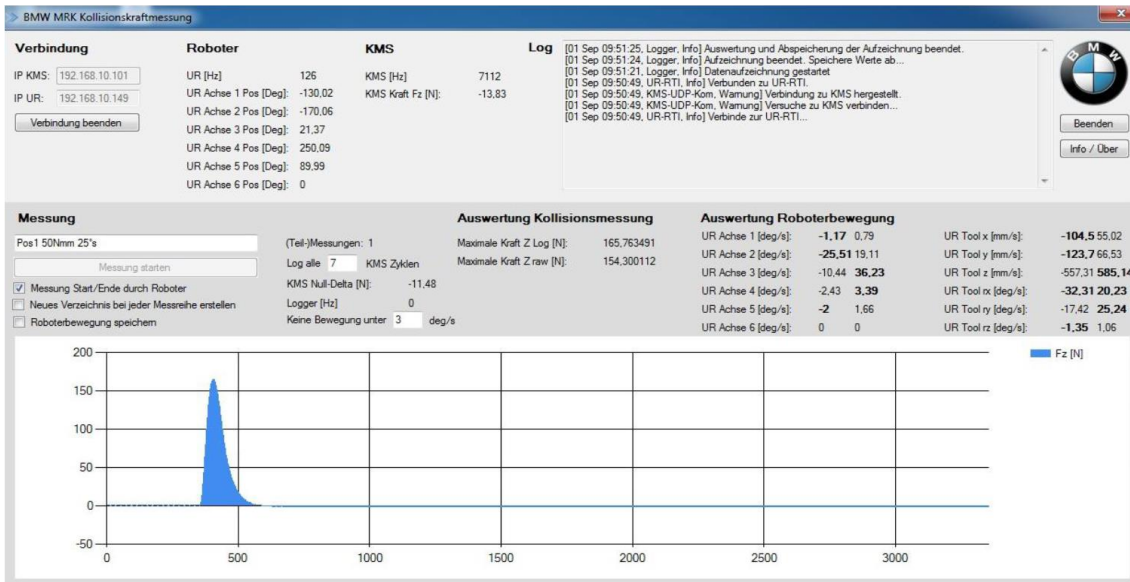 BMW MRK Kollisionskraftmessung
Verbindung
IP KMS: 192.168.10.101
IP UR: 192.168.10.149
Verbindung beenden
Roboter
UR [Hz] 126
UR Achse 1 Pos [Deg]: -130,02
UR Achse 2 Pos [Deg]: -170,06
UR Achse 3 Pos [Deg]: 21,37
UR Achse 4 Pos [Deg]: 250,09
UR Achse 5 Pos [Deg]: 89,99
UR Achse 6 Pos [Deg]: 0
KMS
KMS [Hz] 7112
KMS Kraft Fz [N]: -13,83
Log
[01 Sep 09:51:25, Logger, Info] Auswertung und Abspeicherung der Aufzeichnung beendet.
[01 Sep 09:51:24, Logger, Info] Aufzeichnung beendet. Speichere Werte ab...
[01 Sep 09:51:21, Logger, Info] Datenaufzeichnung gestartet
[01 Sep 09:50:49, UR-RTI, Info] Verbunden zu UR-RTI.
[01 Sep 09:50:49, KMS-UDP-Kom, Warnung] Verbindung zu KMS hergestellt.
[01 Sep 09:50:49, KMS-UDP-Kom, Warnung] Versuche zu KMS verbinden...
[01 Sep 09:50:49, UR-RTI, Info] Verbinde zur UR-RTI...
BMW
Beenden
Info / Über
Messung
Pos1 50Nmm 25°s
Messung starten
Messung Start/Ende durch Roboter
Neues Verzeichnis bei jeder Messreihe erstellen
Roboterbewegung speichern
(Teil-)Messungen: 1
Log alle 7 KMS Zyklen
KMS Null-Delta [N]: -11,48
Logger [Hz] 0
Keine Bewegung unter 3 deg/s
Auswertung Kollisionsmessung
Maximale Kraft Z Log [N]: 165,763491
Maximale Kraft Z raw [N]: 154,300112
Auswertung Roboterbewegung
UR Achse 1 [deg/s]: -1,17 0,79
UR Achse 2 [deg/s]: -25,51 19,11
UR Achse 3 [deg/s]: -10,44 36,23
UR Achse 4 [deg/s]: -2,43 3,39
UR Achse 5 [deg/s]: -2 1,66
UR Achse 6 [deg/s]: 0 0
UR Tool x [mm/s]: -104,5 55,02
UR Tool y [mm/s]: -123,7 66,53
UR Tool z [mm/s]: -557,31 585,14
UR Tool rx [deg/s]: -32,31 20,23
UR Tool ry [deg/s]: -17,42 25,24
UR Tool rz [deg/s]: -1,35 1,06
200
150
100
50
0
-50
0 500 1000 1500 2000 2500 3000
Fz [N]